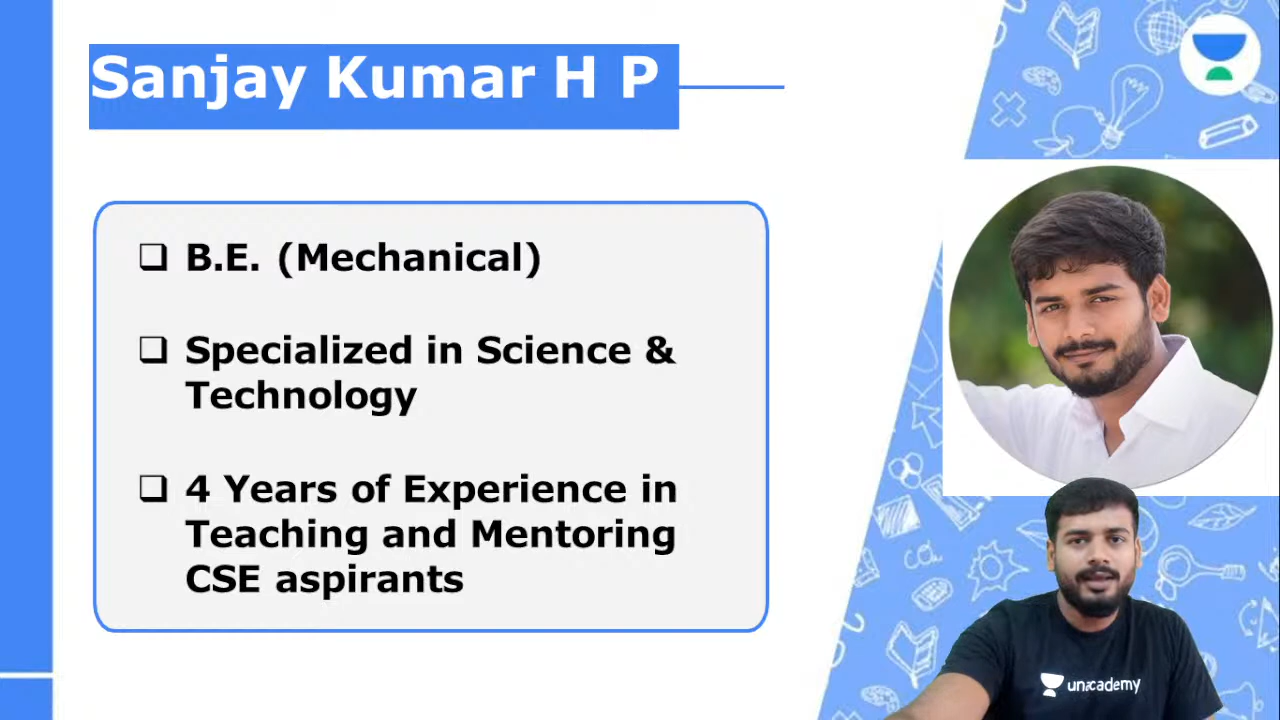 Sanjay Kumar H P
B.E. (Mechanical)
Specialized in Science &
Technology
4 Years of Experience in
Teaching and Mentoring
CSE aspirants
unacademy